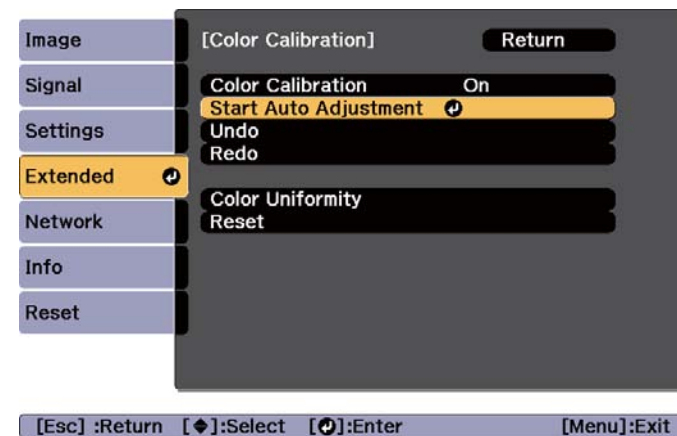 Image
Signal
Settings
Extended
Network
Info
Reset
[Color Calibration] Return
Color Calibration On
Start Auto Adjustment
Undo
Redo
Color Uniformity
Reset
[Esc] :Return [◆]:Select [↵]:Enter [Menu]:Exit